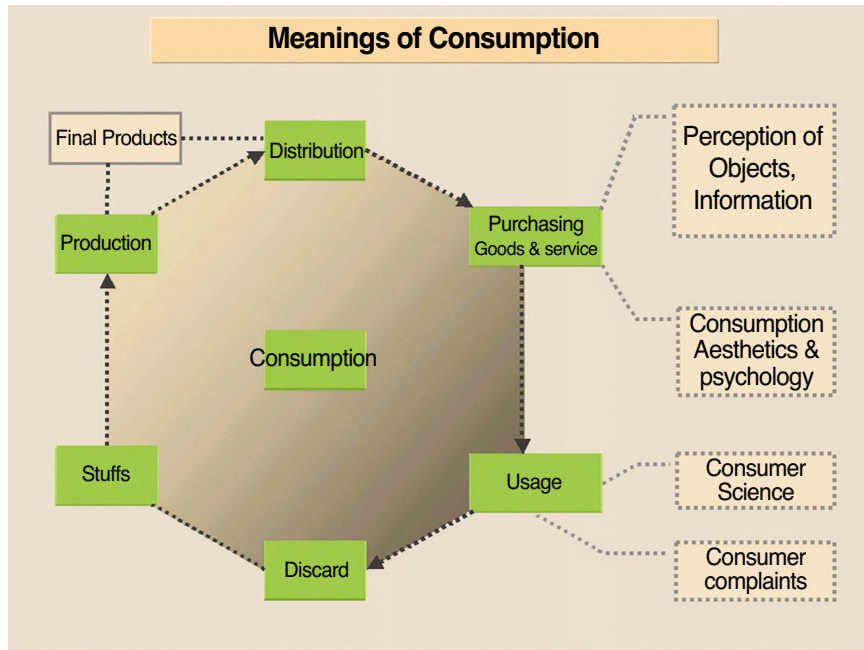 Meanings of Consumption
Final Products
Distribution
Perception of
Objects,
Information
Production
Purchasing
Goods & service
Consumption
Consumption
Aesthetics &
psychology
Stuffs
Usage
Consumer
Science
Discard
Consumer
complaints